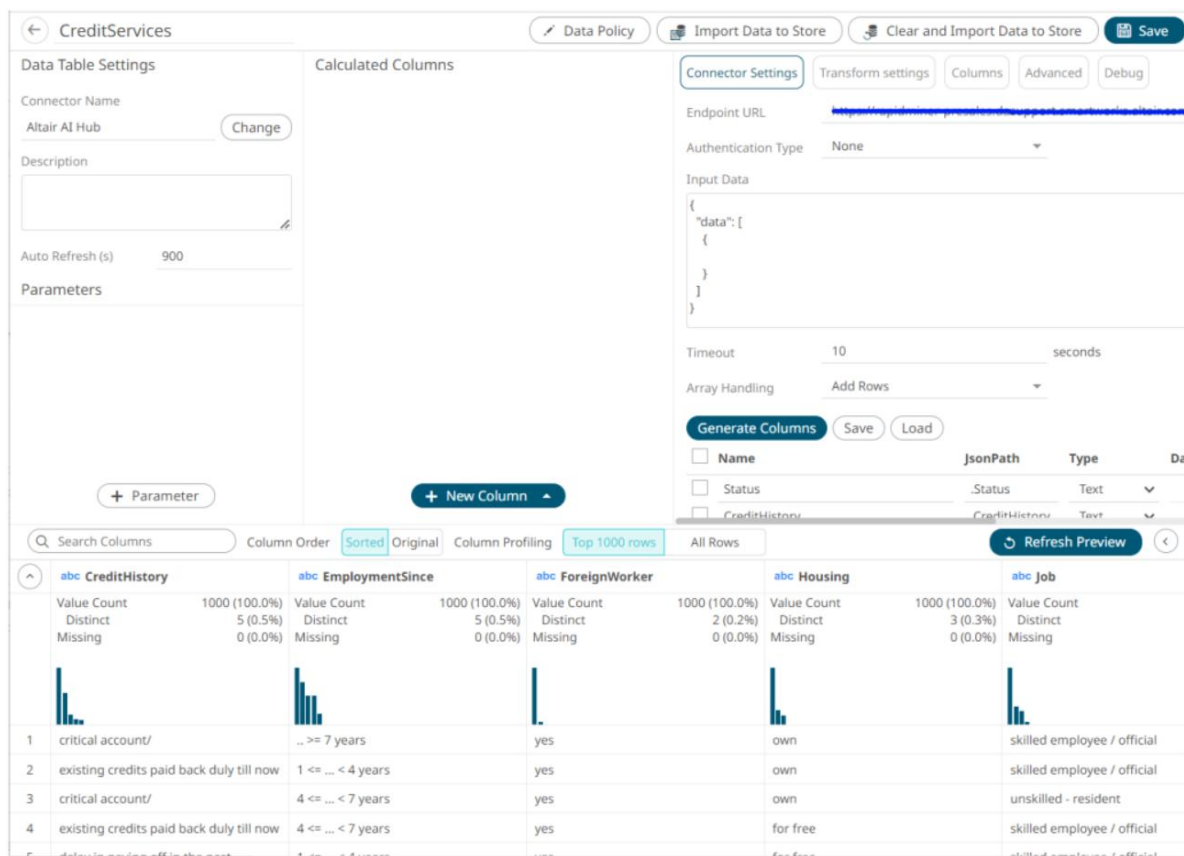 CreditServices
Data Policy
Import Data to Store
Clear and Import Data to Store
Save
Data Table Settings
Connector Name
Altair AI Hub
Change
Description
Auto Refresh (s) 900
Parameters
+ Parameter
Calculated Columns
+ New Column
Connector Settings
Transform settings
Columns
Advanced
Debug
Endpoint URL
Authentication Type None
Input Data
{
"data": [
{
}
]
}
Timeout 10 seconds
Array Handling Add Rows
Generate Columns Save Load
Name JsonPath Type
Status .Status Text
CreditHistory CreditHistory Text
Search Columns Column Order Sorted Original Column Profiling Top 1000 rows All Rows Refresh Preview
abc CreditHistory abc EmploymentSince abc ForeignWorker abc Housing abc Job
Value Count 1000 (100.0%) Value Count 1000 (100.0%) Value Count 1000 (100.0%) Value Count 1000 (100.0%) Value Count
Distinct 5 (0.5%) Distinct 5 (0.5%) Distinct 2 (0.2%) Distinct 3 (0.3%) Distinct
Missing 0 (0.0%) Missing 0 (0.0%) Missing 0 (0.0%) Missing 0 (0.0%) Missing
1 critical account/ .. >= 7 years yes own skilled employee / official
2 existing credits paid back duly till now 1 <= ... < 4 years yes own skilled employee / official
3 critical account/ 4 <= ... < 7 years yes own unskilled - resident
4 existing credits paid back duly till now 4 <= ... < 7 years yes for free skilled employee / official